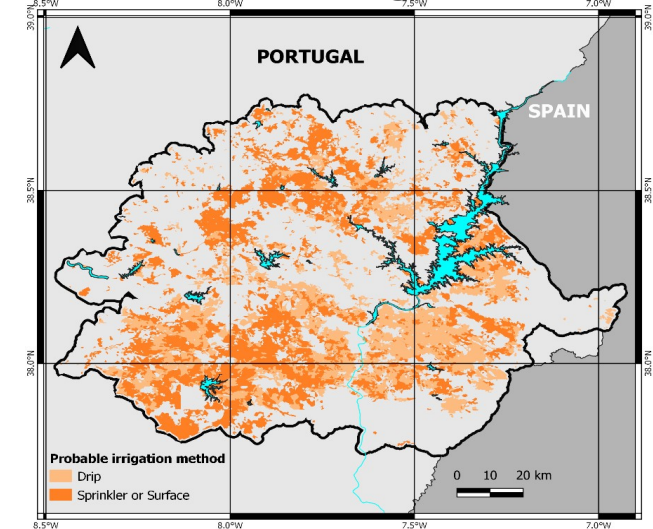 8.5°W 8.0°W 7.5°W 7.0°W
39.0°N 39.0°N
PORTUGAL
SPAIN
38.5°N 38.5°N
38.0°N 38.0°N
Probable irrigation method
Drip
Sprinkler or Surface
0 10 20 km
8.5°W 8.0°W 7.5°W 7.0°W